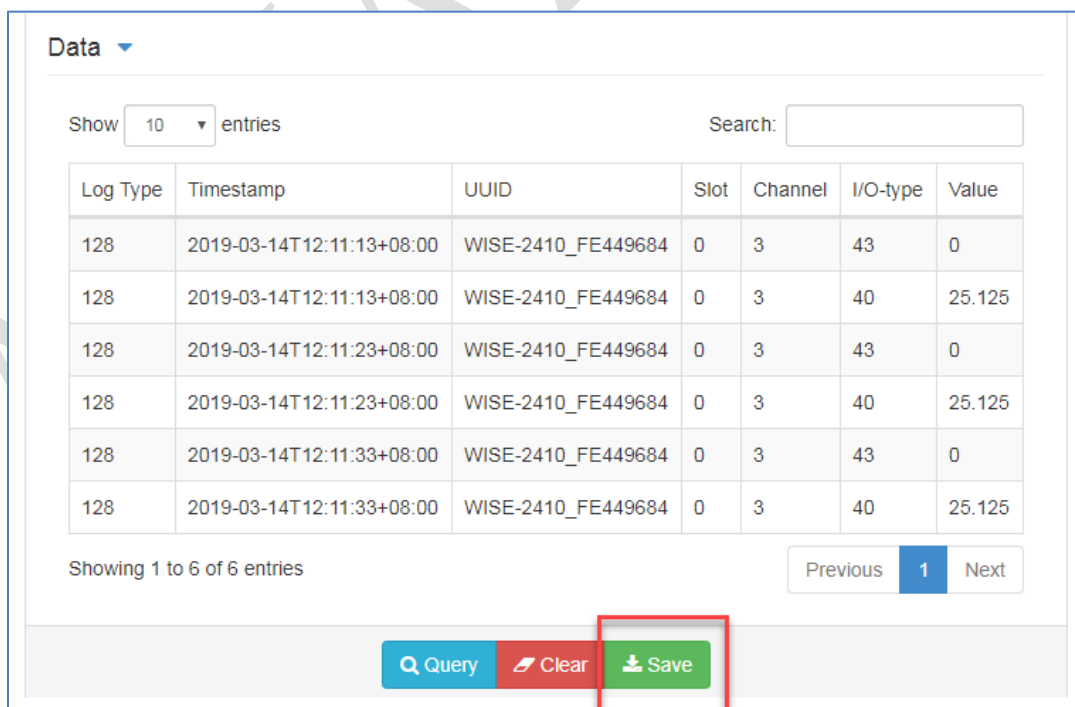 Data
Show 10 entries Search:
Log Type Timestamp UUID Slot Channel I/O-type Value
128 2019-03-14T12:11:13+08:00 WISE-2410_FE449684 0 3 43 0
128 2019-03-14T12:11:13+08:00 WISE-2410_FE449684 0 3 40 25.125
128 2019-03-14T12:11:23+08:00 WISE-2410_FE449684 0 3 43 0
128 2019-03-14T12:11:23+08:00 WISE-2410_FE449684 0 3 40 25.125
128 2019-03-14T12:11:33+08:00 WISE-2410_FE449684 0 3 43 0
128 2019-03-14T12:11:33+08:00 WISE-2410_FE449684 0 3 40 25.125
Showing 1 to 6 of 6 entries Previous 1 Next
Query Clear Save